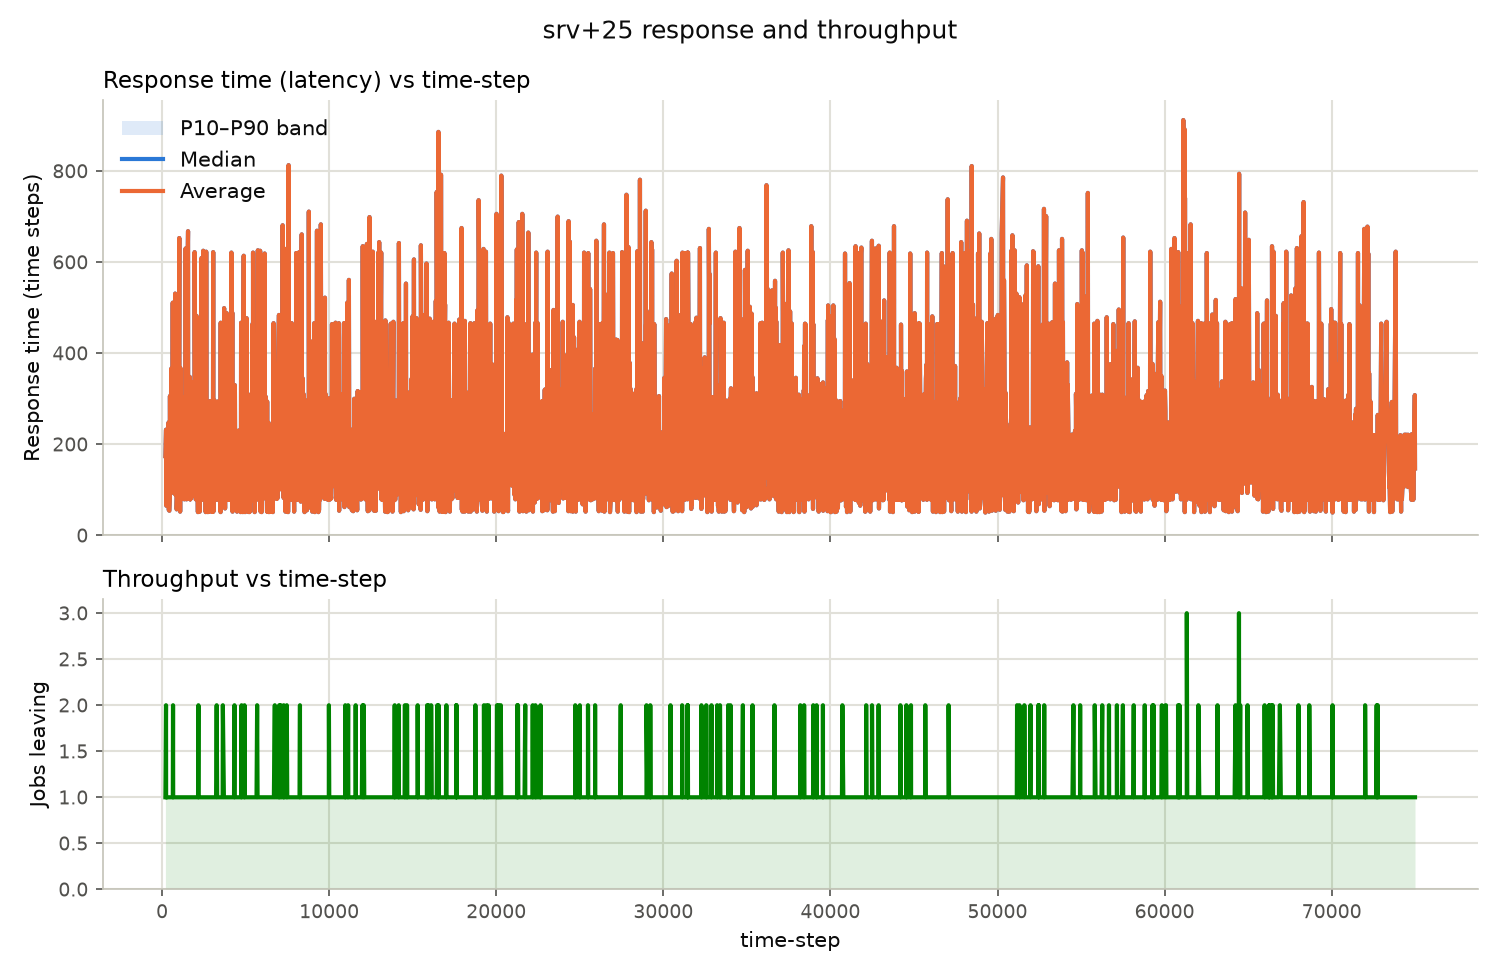 srv+25 response and throughput
Response time (latency) vs time-step
P10–P90 band
Median
Average
Response time (time steps)
800
600
400
200
0
Throughput vs time-step
Jobs leaving
3.0
2.5
2.0
1.5
1.0
0.5
0.0
0 10000 20000 30000 40000 50000 60000 70000
time-step